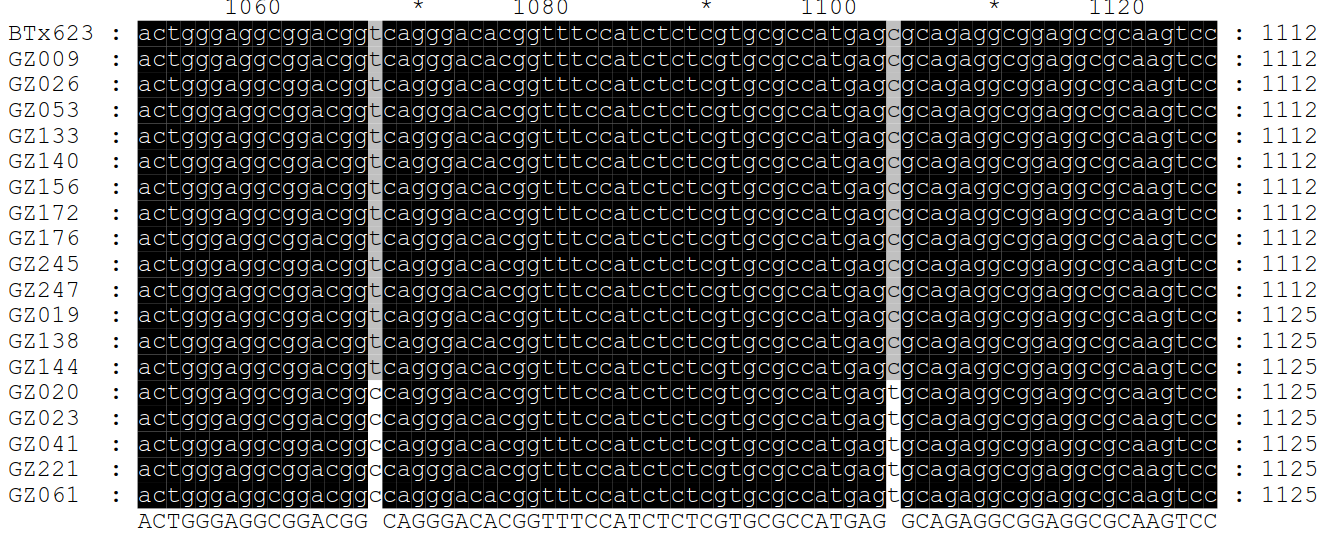 1060 * 1080 * 1100 * 1120
BTx623 : actgggaggcggacggtcagggacacggtttccatctctcgtgcgccatgagcgcagaggcggaggcgcaagtcc : 1112
GZ009 : actgggaggcggacggtcagggacacggtttccatctctcgtgcgccatgagcgcagaggcggaggcgcaagtcc : 1112
GZ026 : actgggaggcggacggtcagggacacggtttccatctctcgtgcgccatgagcgcagaggcggaggcgcaagtcc : 1112
GZ053 : actgggaggcggacggtcagggacacggtttccatctctcgtgcgccatgagcgcagaggcggaggcgcaagtcc : 1112
GZ133 : actgggaggcggacggtcagggacacggtttccatctctcgtgcgccatgagcgcagaggcggaggcgcaagtcc : 1112
GZ140 : actgggaggcggacggtcagggacacggtttccatctctcgtgcgccatgagcgcagaggcggaggcgcaagtcc : 1112
GZ156 : actgggaggcggacggtcagggacacggtttccatctctcgtgcgccatgagcgcagaggcggaggcgcaagtcc : 1112
GZ172 : actgggaggcggacggtcagggacacggtttccatctctcgtgcgccatgagcgcagaggcggaggcgcaagtcc : 1112
GZ176 : actgggaggcggacggtcagggacacggtttccatctctcgtgcgccatgagcgcagaggcggaggcgcaagtcc : 1112
GZ245 : actgggaggcggacggtcagggacacggtttccatctctcgtgcgccatgagcgcagaggcggaggcgcaagtcc : 1112
GZ247 : actgggaggcggacggtcagggacacggtttccatctctcgtgcgccatgagcgcagaggcggaggcgcaagtcc : 1112
GZ019 : actgggaggcggacggtcagggacacggtttccatctctcgtgcgccatgagcgcagaggcggaggcgcaagtcc : 1125
GZ138 : actgggaggcggacggtcagggacacggtttccatctctcgtgcgccatgagcgcagaggcggaggcgcaagtcc : 1125
GZ144 : actgggaggcggacggtcagggacacggtttccatctctcgtgcgccatgagcgcagaggcggaggcgcaagtcc : 1125
GZ020 : actgggaggcggacggccagggacacggtttccatctctcgtgcgccatgagtgcagaggcggaggcgcaagtcc : 1125
GZ023 : actgggaggcggacggccagggacacggtttccatctctcgtgcgccatgagtgcagaggcggaggcgcaagtcc : 1125
GZ041 : actgggaggcggacggccagggacacggtttccatctctcgtgcgccatgagtgcagaggcggaggcgcaagtcc : 1125
GZ221 : actgggaggcggacggccagggacacggtttccatctctcgtgcgccatgagtgcagaggcggaggcgcaagtcc : 1125
GZ061 : actgggaggcggacggccagggacacggtttccatctctcgtgcgccatgagtgcagaggcggaggcgcaagtcc : 1125
ACTGGGAGGCGGACGG CAGGGACACGGTTTCCATCTCTCGTGCGCCATGAG GCAGAGGCGGAGGCGCAAGTCC